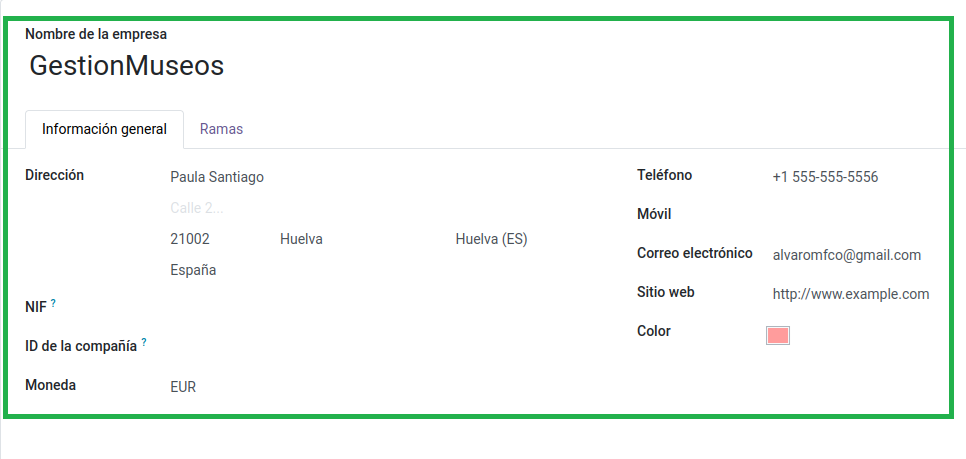 Nombre de la empresa
GestionMuseos
Información general Ramas
Dirección
Paula Santiago
Calle 2...
21002 Huelva Huelva (ES)
España
NIF ?
ID de la compañía ?
Moneda EUR
Teléfono +1 555-555-5556
Móvil
Correo electrónico alvaromfco@gmail.com
Sitio web http://www.example.com
Color